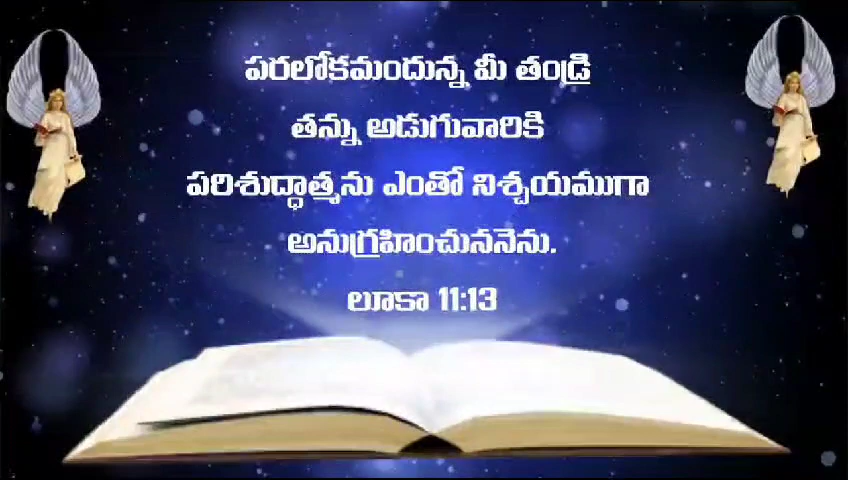 పరలోకమందున్న మీ తండ్రి
తన్ను అడుగువారికి
పరిశుద్ధాత్మను ఎంతో నిశ్చయముగా
అనుగ్రహించుననెను.
లూకా 11:13